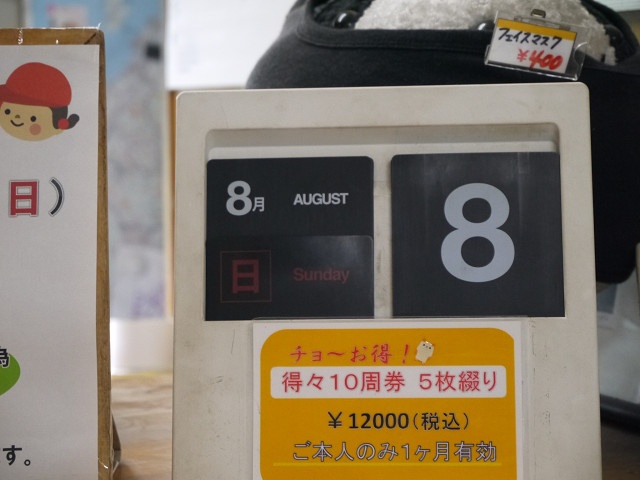 フェイスマスク
¥400
日)
8月 AUGUST
8
日 Sunday
チョ～お得！
得々10周券 5枚綴り
￥12000(税込)
ご本人のみ1ヶ月有効
す。